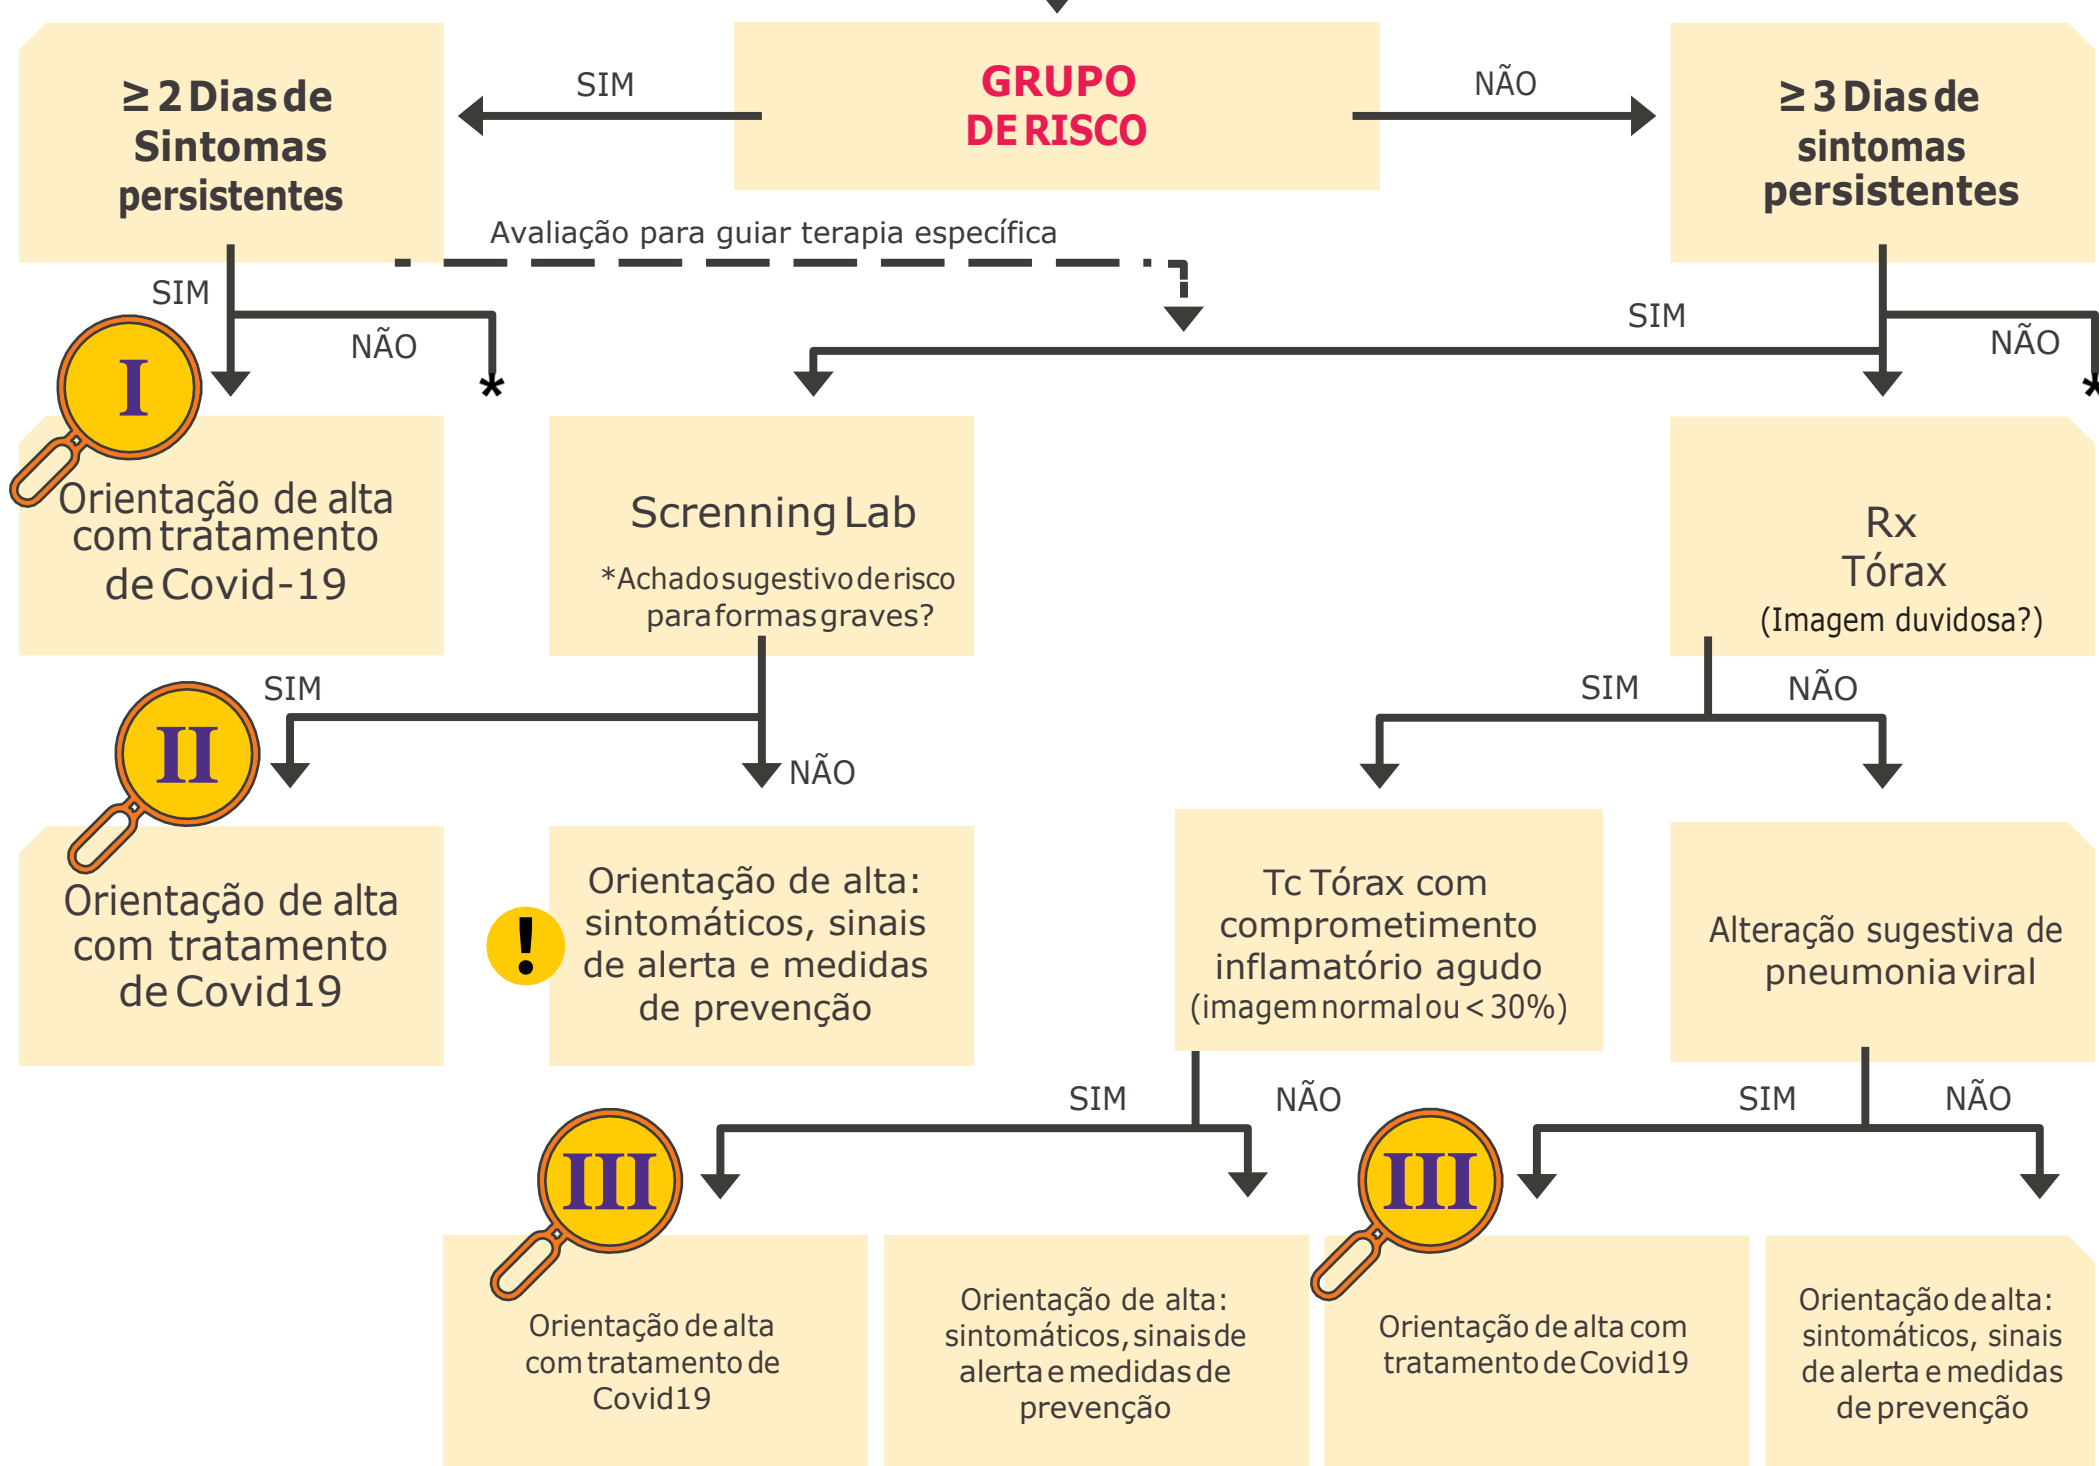 GRUPO
DE RISCO
SIM
NÃO
≥ 2 Dias de
Sintomas
persistentes
≥ 3 Dias de
sintomas
persistentes
Avaliação para guiar terapia específica
SIM
NÃO
*
SIM
NÃO
*
I
Orientação de alta
com tratamento
de Covid-19
Screnning Lab
*Achado sugestivo de risco
para formas graves?
Rx
Tórax
(Imagem duvidosa?)
SIM
NÃO
SIM
NÃO
II
Orientação de alta
com tratamento
de Covid19
!
Orientação de alta:
sintomáticos, sinais
de alerta e medidas
de prevenção
Tc Tórax com
comprometimento
inflamatório agudo
(imagem normal ou < 30%)
Alteração sugestiva de
pneumonia viral
SIM
NÃO
SIM
NÃO
III
Orientação de alta
com tratamento de
Covid19
Orientação de alta:
sintomáticos, sinais de
alerta e medidas de
prevenção
III
Orientação de alta com
tratamento de Covid19
Orientação de alta:
sintomáticos, sinais
de alerta e medidas
de prevenção